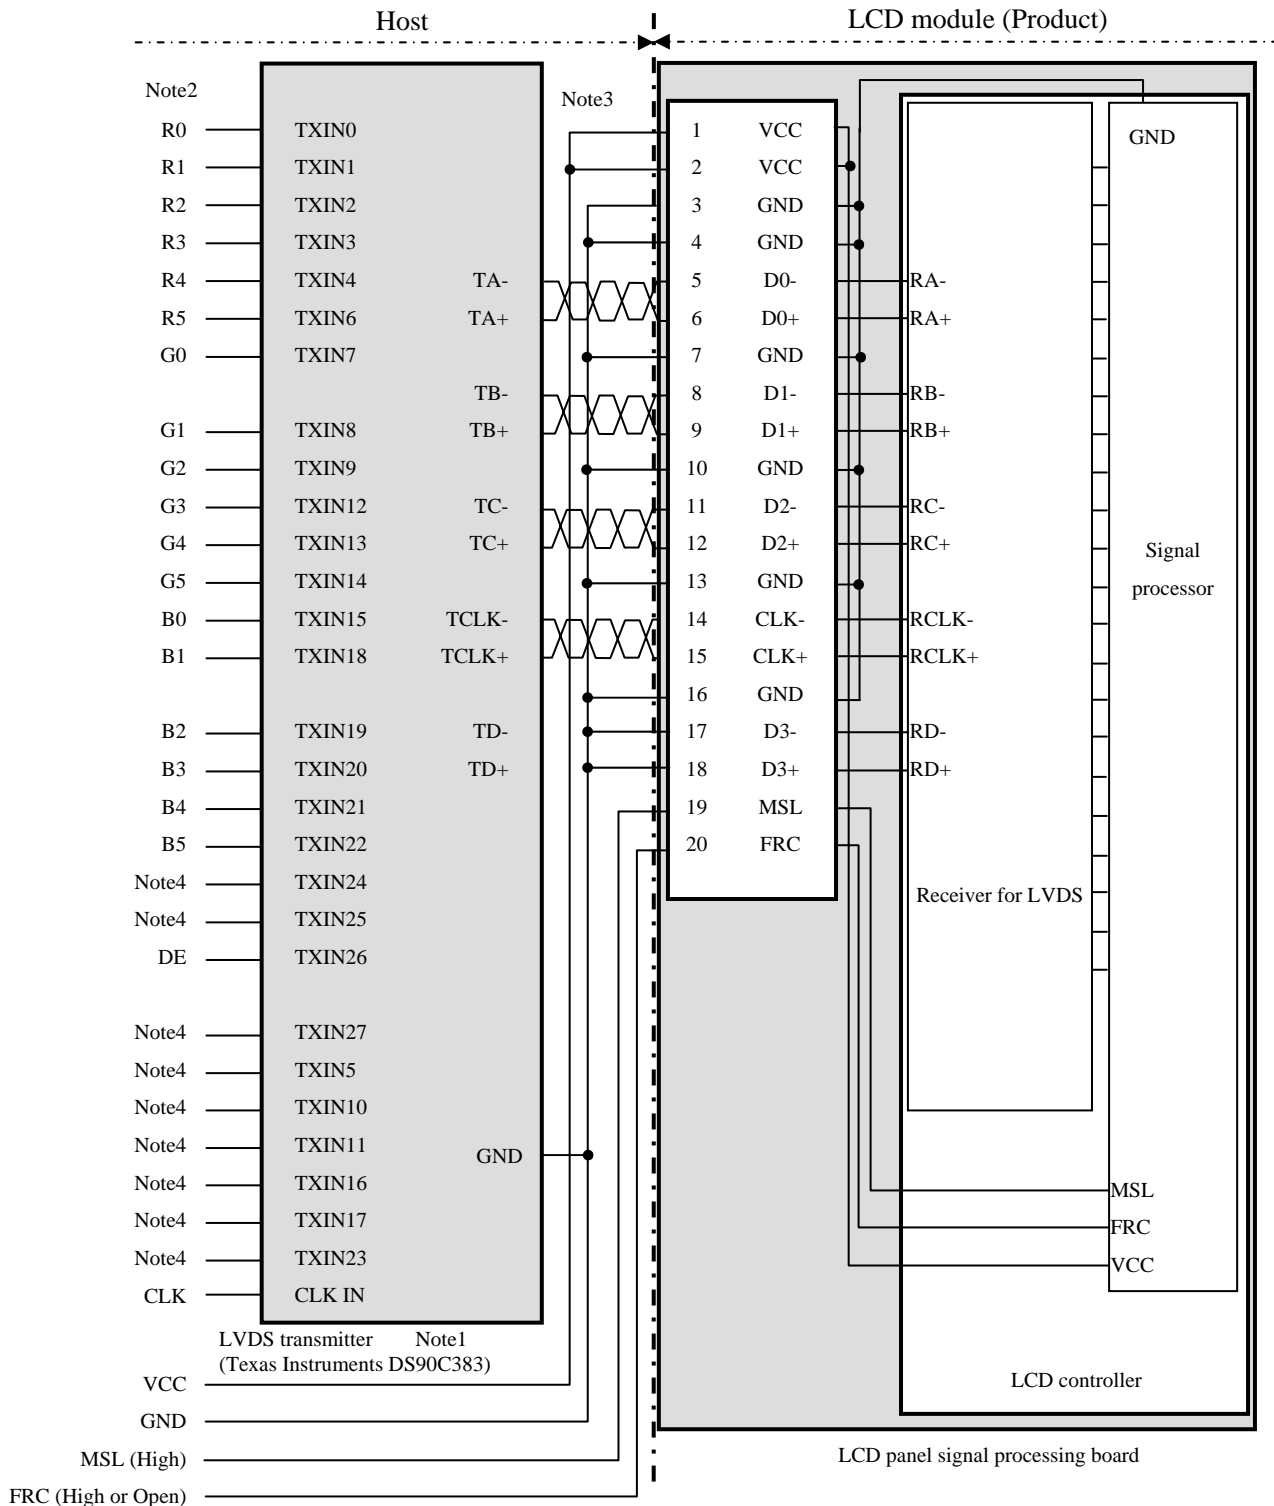 Host
LCD module (Product)
Note2
Note3
R0 TXIN0
R1 TXIN1
R2 TXIN2
R3 TXIN3
R4 TXIN4 TA-
R5 TXIN6 TA+
G0 TXIN7
TB-
G1 TXIN8 TB+
G2 TXIN9
G3 TXIN12 TC-
G4 TXIN13 TC+
G5 TXIN14
B0 TXIN15 TCLK-
B1 TXIN18 TCLK+
B2 TXIN19 TD-
B3 TXIN20 TD+
B4 TXIN21
B5 TXIN22
Note4 TXIN24
Note4 TXIN25
DE TXIN26
Note4 TXIN27
Note4 TXIN5
Note4 TXIN10
Note4 TXIN11 GND
Note4 TXIN16
Note4 TXIN17
Note4 TXIN23
CLK CLK IN
LVDS transmitter Note1
(Texas Instruments DS90C383)
VCC
GND
MSL (High)
FRC (High or Open)
1 VCC
2 VCC
3 GND
4 GND
5 D0- RA-
6 D0+ RA+
7 GND
8 D1- RB-
9 D1+ RB+
10 GND
11 D2- RC-
12 D2+ RC+
13 GND
14 CLK- RCLK-
15 CLK+ RCLK+
16 GND
17 D3- RD-
18 D3+ RD+
19 MSL
20 FRC
Receiver for LVDS
GND
Signal
processor
MSL
FRC
VCC
LCD controller
LCD panel signal processing board